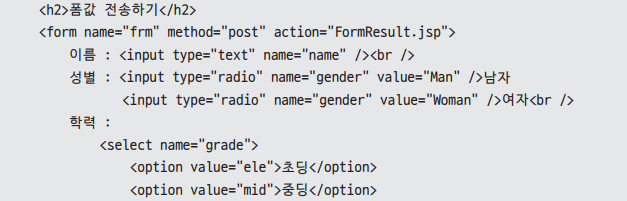 <h2>폼값 전송하기</h2>
<form name="frm" method="post" action="FormResult.jsp">
이름 : <input type="text" name="name" /><br />
성별 : <input type="radio" name="gender" value="Man" />남자
<input type="radio" name="gender" value="Woman" />여자<br />
학력 :
<select name="grade">
<option value="ele">초딩</option>
<option value="mid">중딩</option>